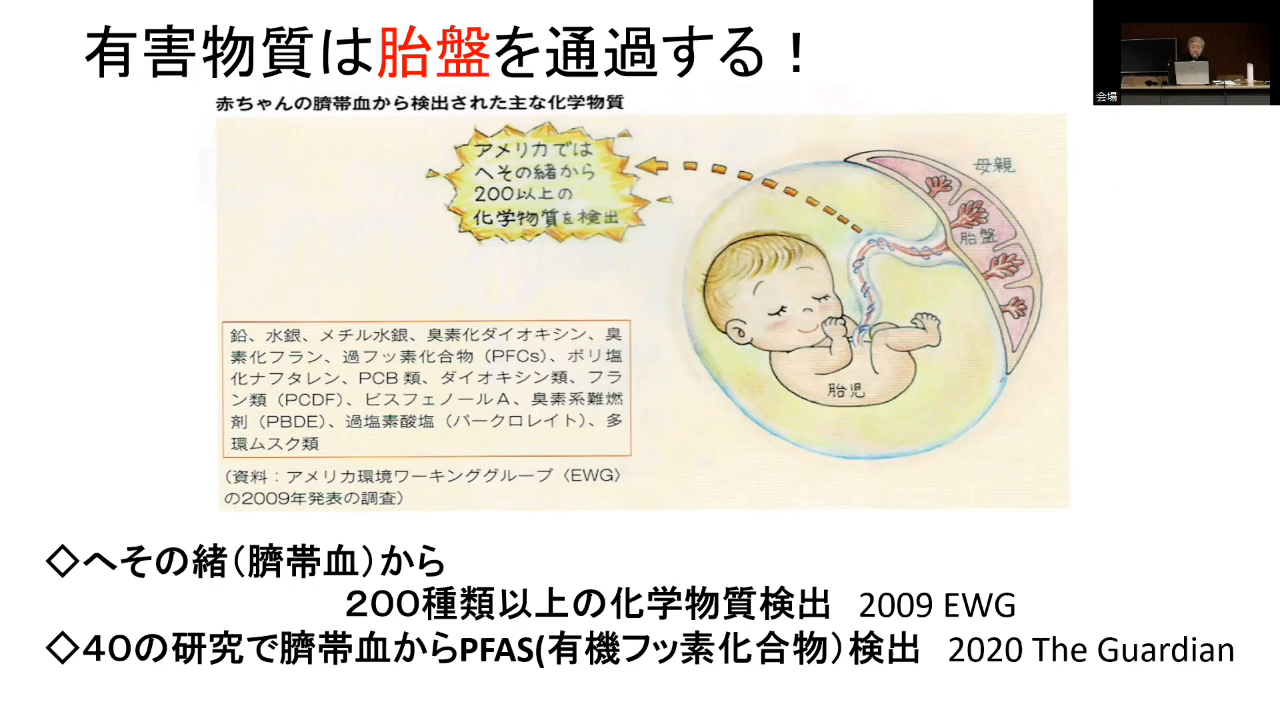 有害物質は胎盤を通過する！
会場
赤ちゃんの臍帯血から検出された主な化学物質
アメリカでは
へその緒から
200以上の
化学物質を検出
母親
胎盤
胎児
鉛、水銀、メチル水銀、臭素化ダイオキシン、臭
素化フラン、過フッ素化合物（PFCs）、ポリ塩
化ナフタレン、PCB類、ダイオキシン類、フラ
ン類（PCDF）、ビスフェノールA、臭素系難燃
剤（PBDE）、過塩素酸塩（パークロレイト）、多
環ムスク類
（資料：アメリカ環境ワーキンググループ〈EWG〉
の2009年発表の調査）
◇へその緒（臍帯血）から
２００種類以上の化学物質検出 2009 EWG
◇４０の研究で臍帯血からPFAS(有機フッ素化合物）検出 2020 The Guardian